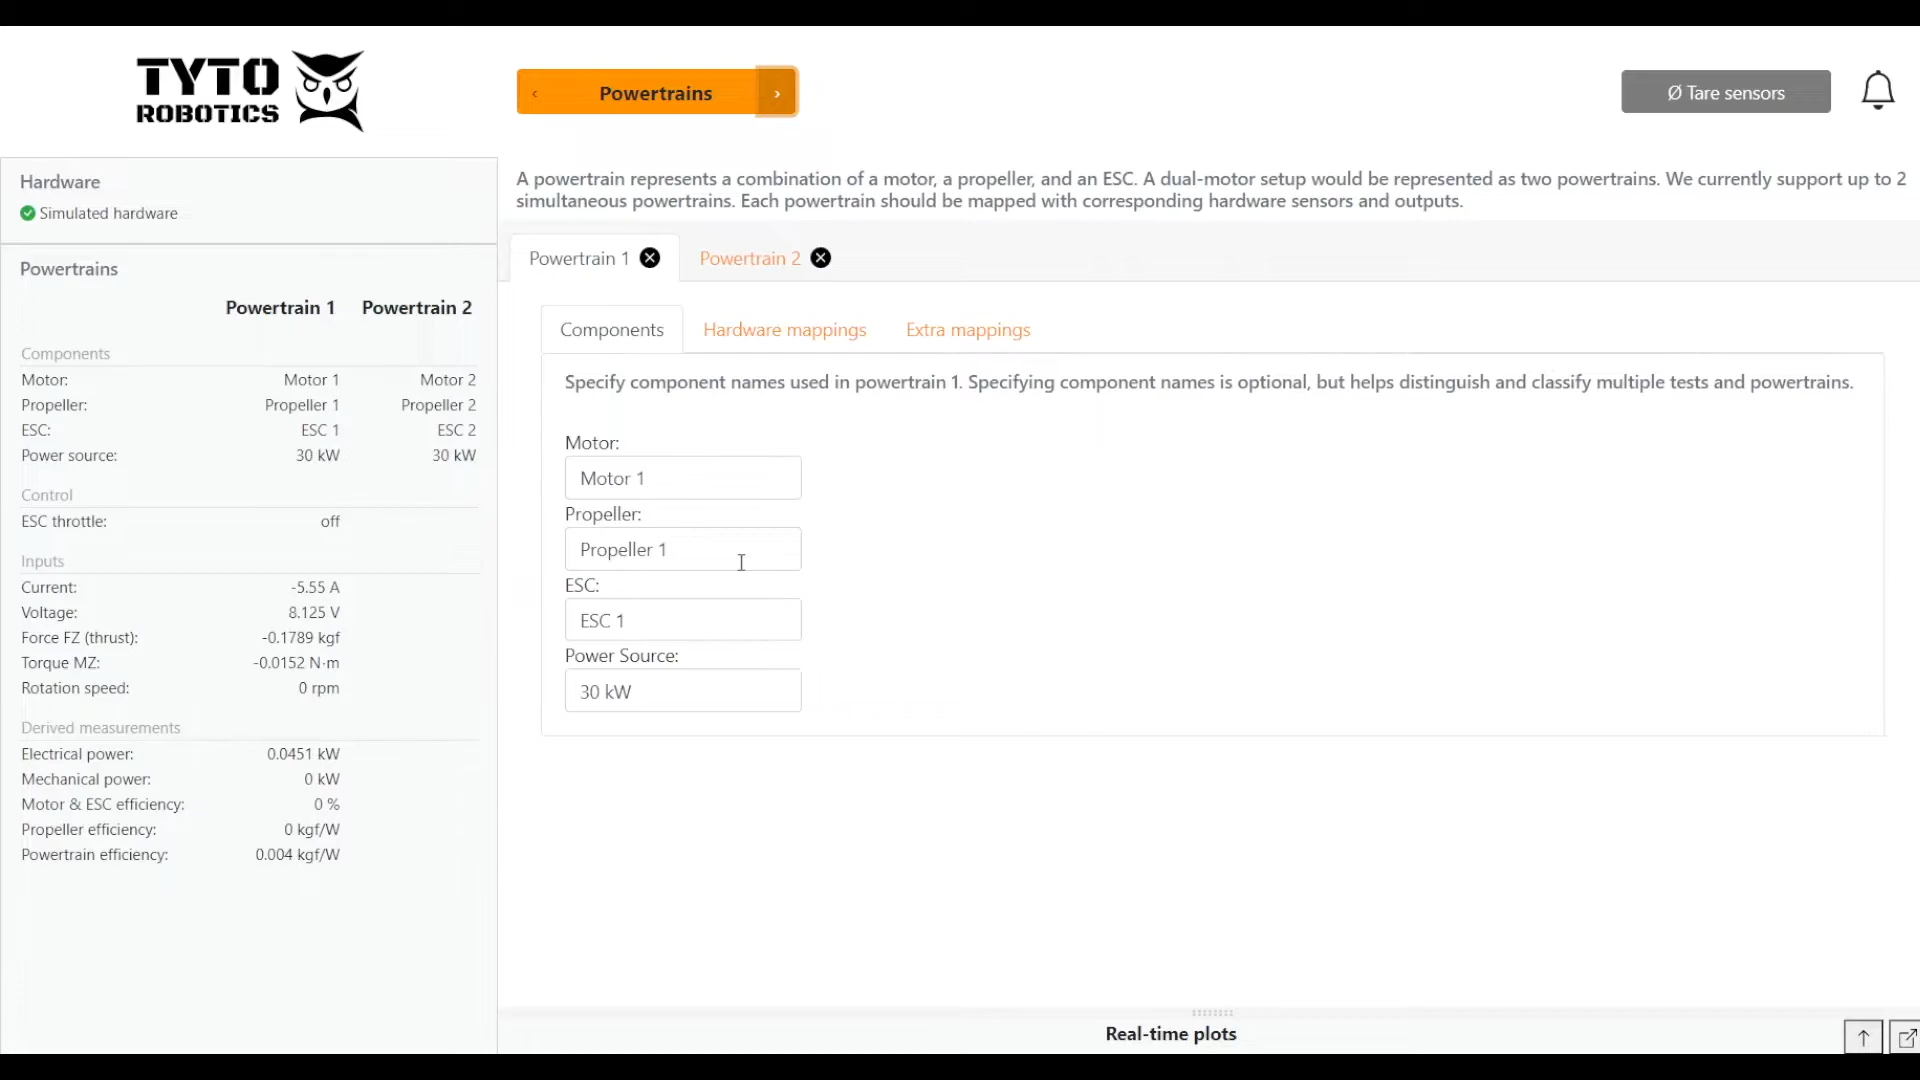 TYTO
ROBOTICS
‹ Powertrains ›
Ø Tare sensors
Hardware
Simulated hardware
Powertrains
Powertrain 1 Powertrain 2
Components
Motor: Motor 1 Motor 2
Propeller: Propeller 1 Propeller 2
ESC: ESC 1 ESC 2
Power source: 30 kW 30 kW
Control
ESC throttle: off
Inputs
Current: -5.55 A
Voltage: 8.125 V
Force FZ (thrust): -0.1789 kgf
Torque MZ: -0.0152 N·m
Rotation speed: 0 rpm
Derived measurements
Electrical power: 0.0451 kW
Mechanical power: 0 kW
Motor & ESC efficiency: 0 %
Propeller efficiency: 0 kgf/W
Powertrain efficiency: 0.004 kgf/W
A powertrain represents a combination of a motor, a propeller, and an ESC. A dual-motor setup would be represented as two powertrains. We currently support up to 2
simultaneous powertrains. Each powertrain should be mapped with corresponding hardware sensors and outputs.
Powertrain 1 Powertrain 2
Components Hardware mappings Extra mappings
Specify component names used in powertrain 1. Specifying component names is optional, but helps distinguish and classify multiple tests and powertrains.
Motor:
Motor 1
Propeller:
Propeller 1
ESC:
ESC 1
Power Source:
30 kW
Real-time plots